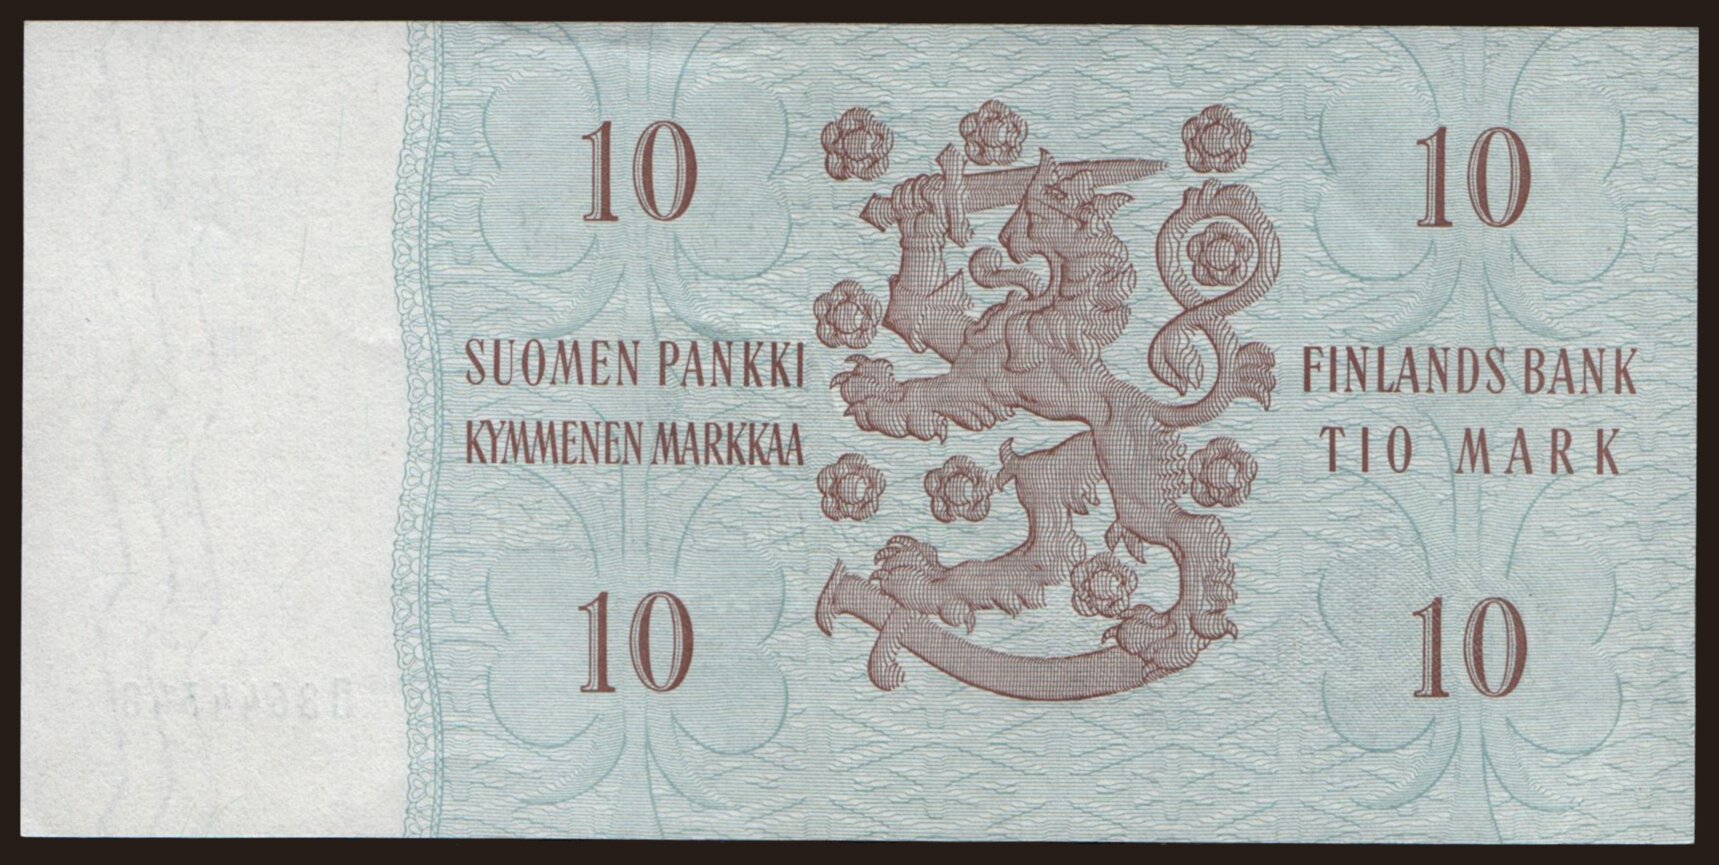 10
10
SUOMEN PANKKI
KYMMENEN MARKKAA
FINLANDS BANK
TIO MARK
10
10